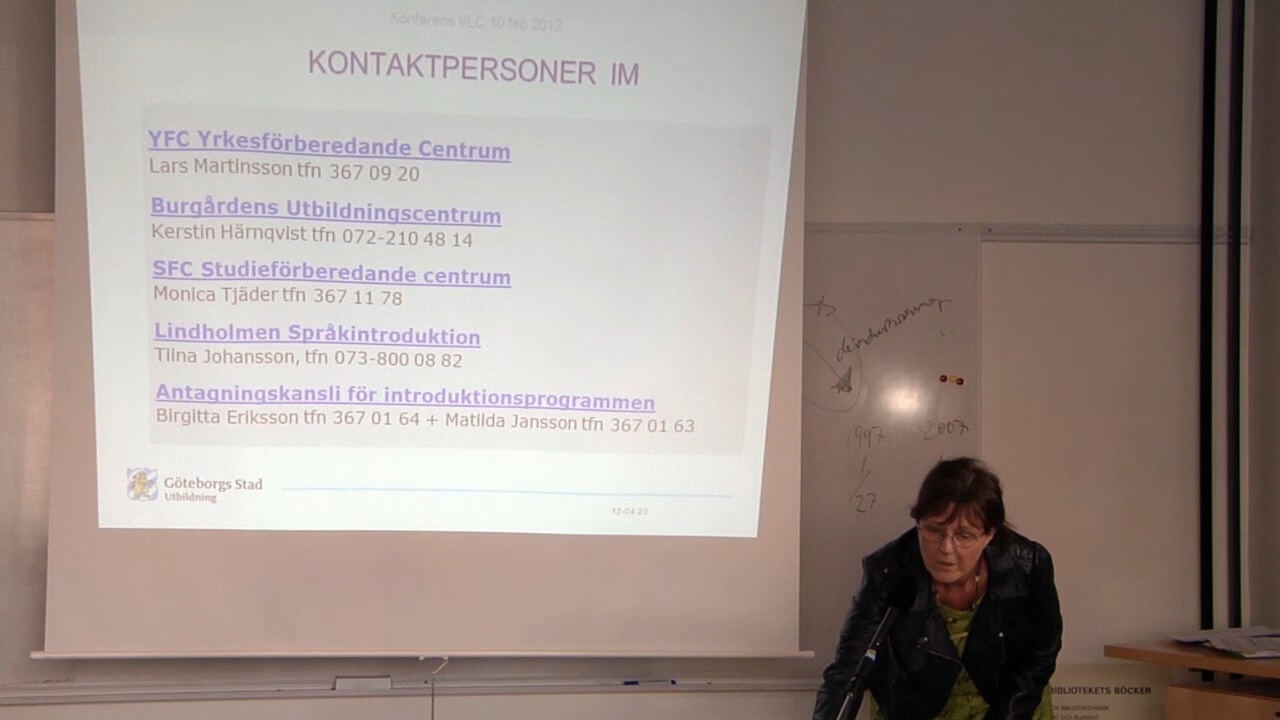 Konferens VLC 10 feb 2012
KONTAKTPERSONER IM
YFC Yrkesförberedande Centrum
Lars Martinsson tfn 367 09 20
Burgårdens Utbildningscentrum
Kerstin Härnqvist tfn 072-210 48 14
SFC Studieförberedande centrum
Monica Tjäder tfn 367 11 78
Lindholmen Språkintroduktion
Tiina Johansson, tfn 073-800 08 82
Antagningskansli för introduktionsprogrammen
Birgitta Eriksson tfn 367 01 64 + Matilda Jansson tfn 367 01 63
Göteborgs Stad
Utbildning
12-04-23
1997 2007
1
27
BIBLIOTEKETS BÖCKER